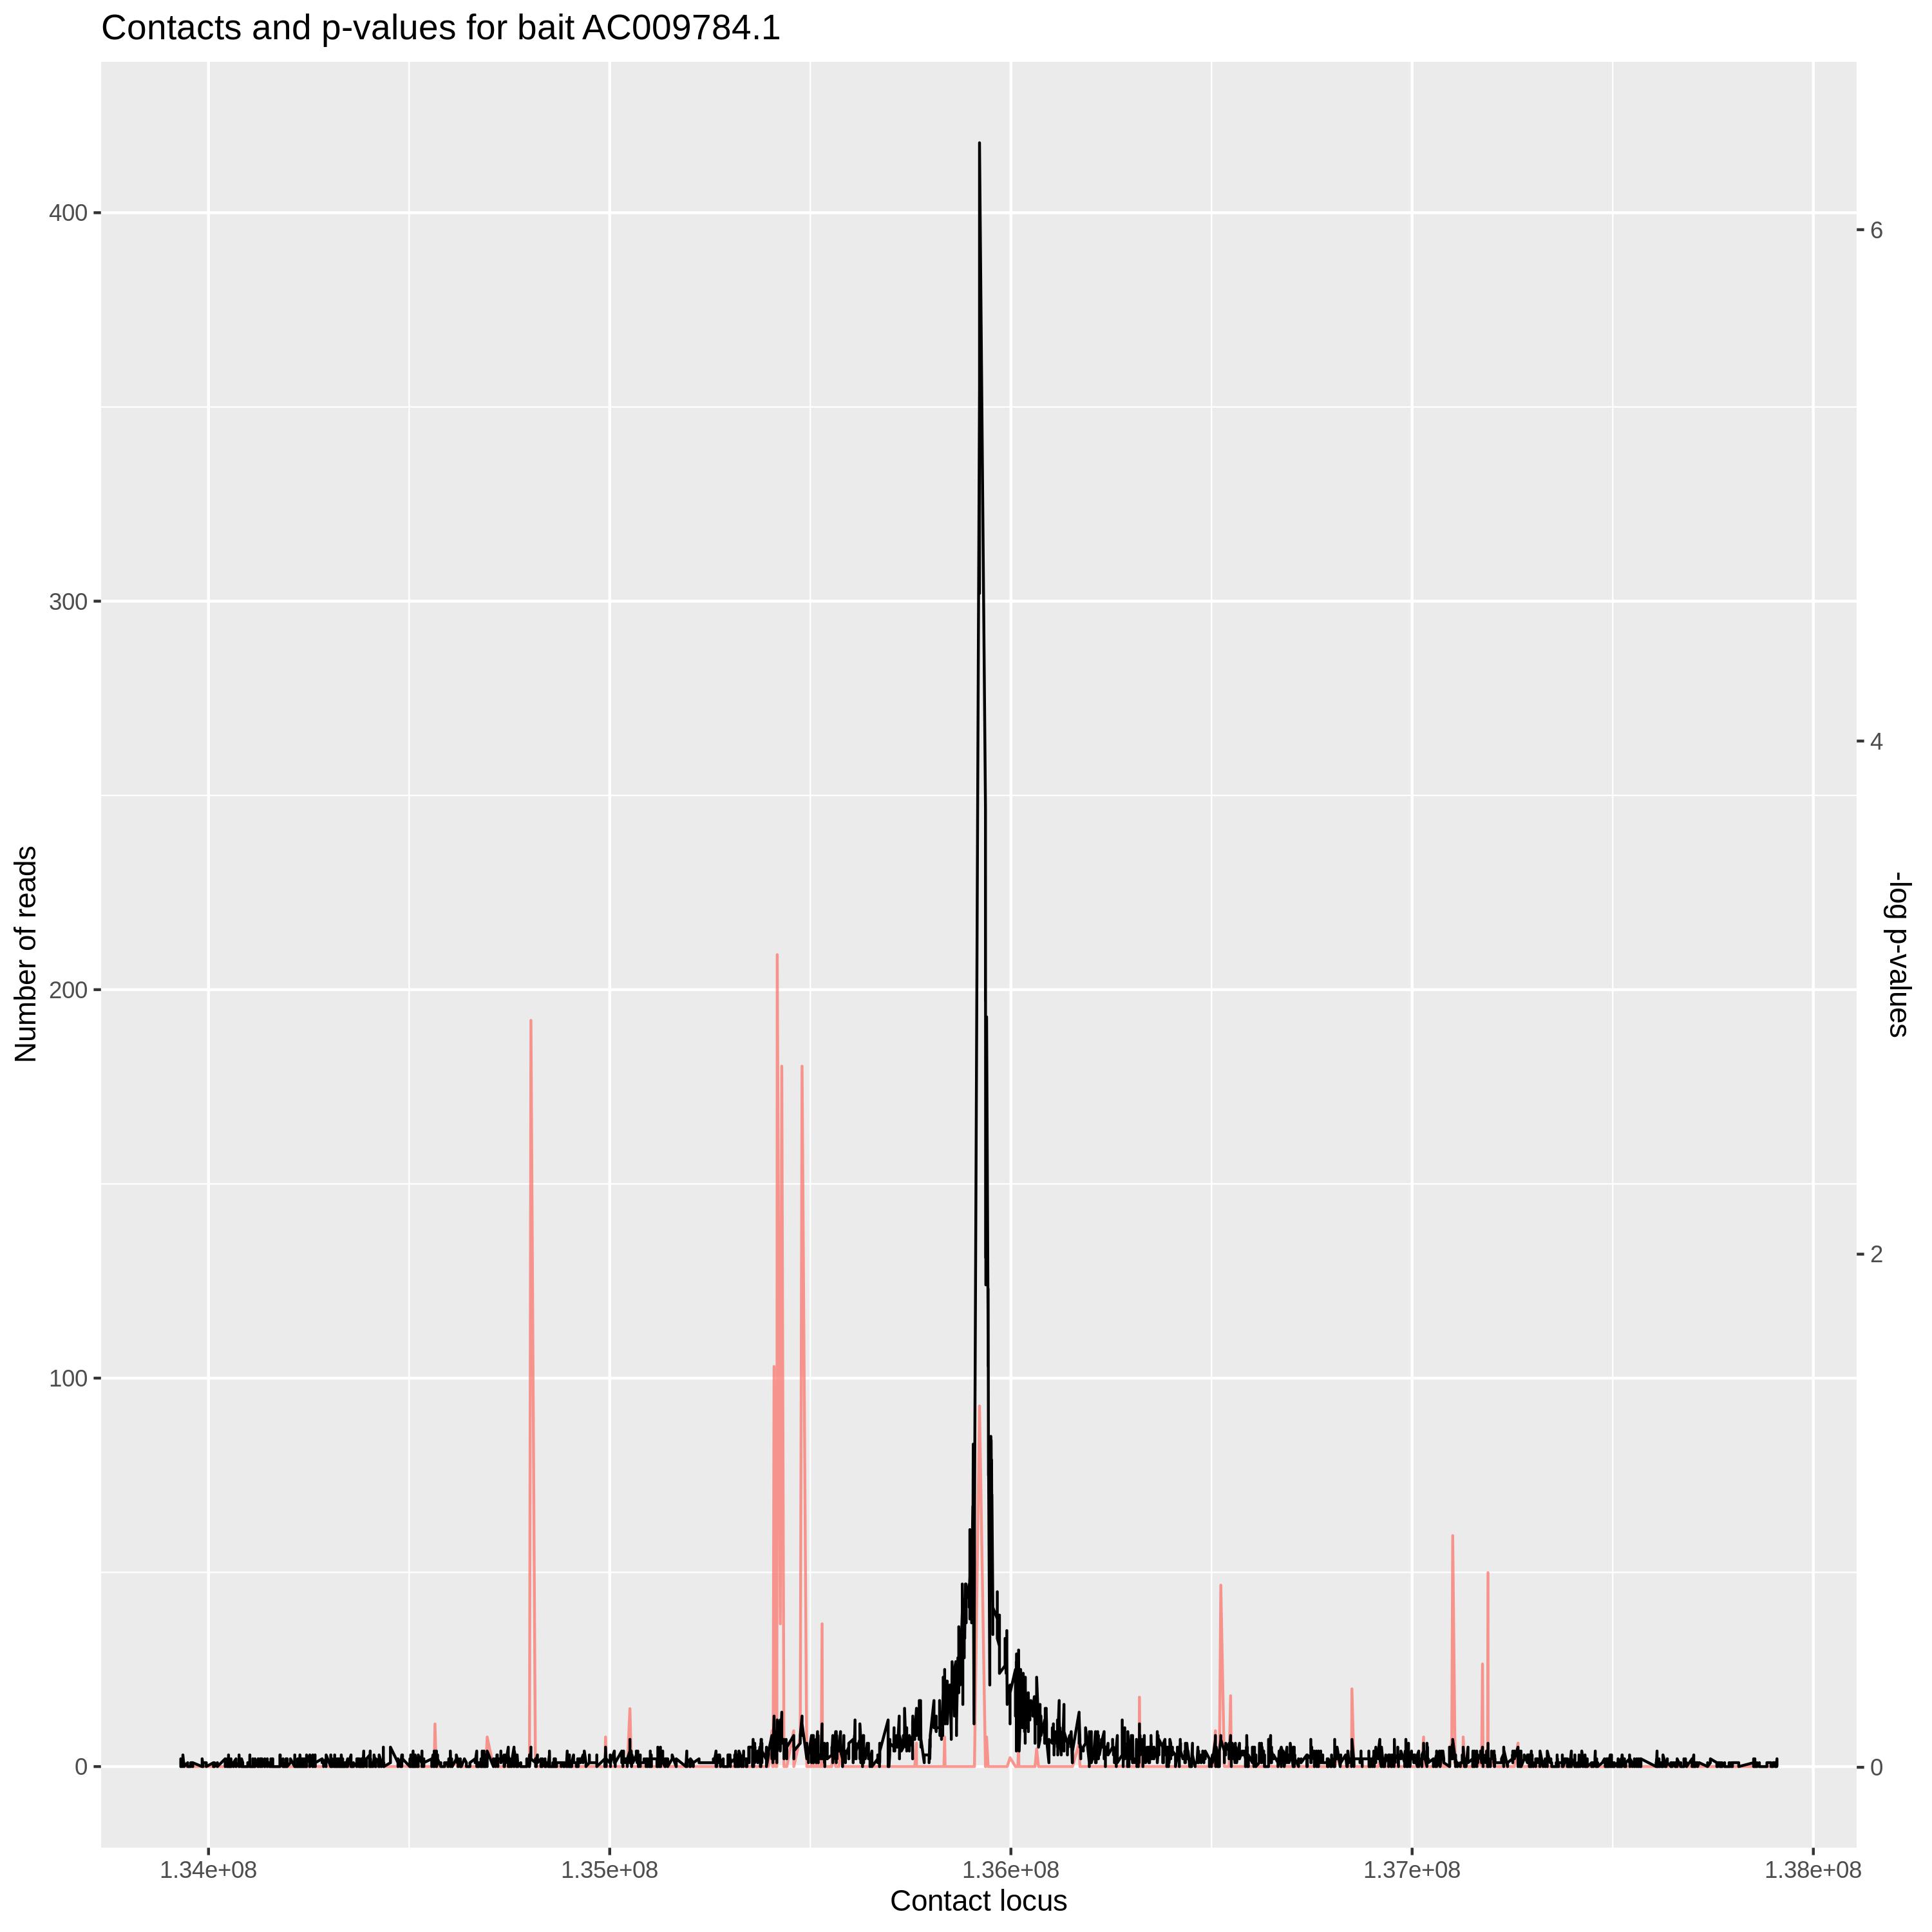 Contacts and p-values for bait AC009784.1
400
300
200
100
0
Number of reads
6
4
2
0
-log p-values
1.34e+08
1.35e+08
1.36e+08
1.37e+08
1.38e+08
Contact locus